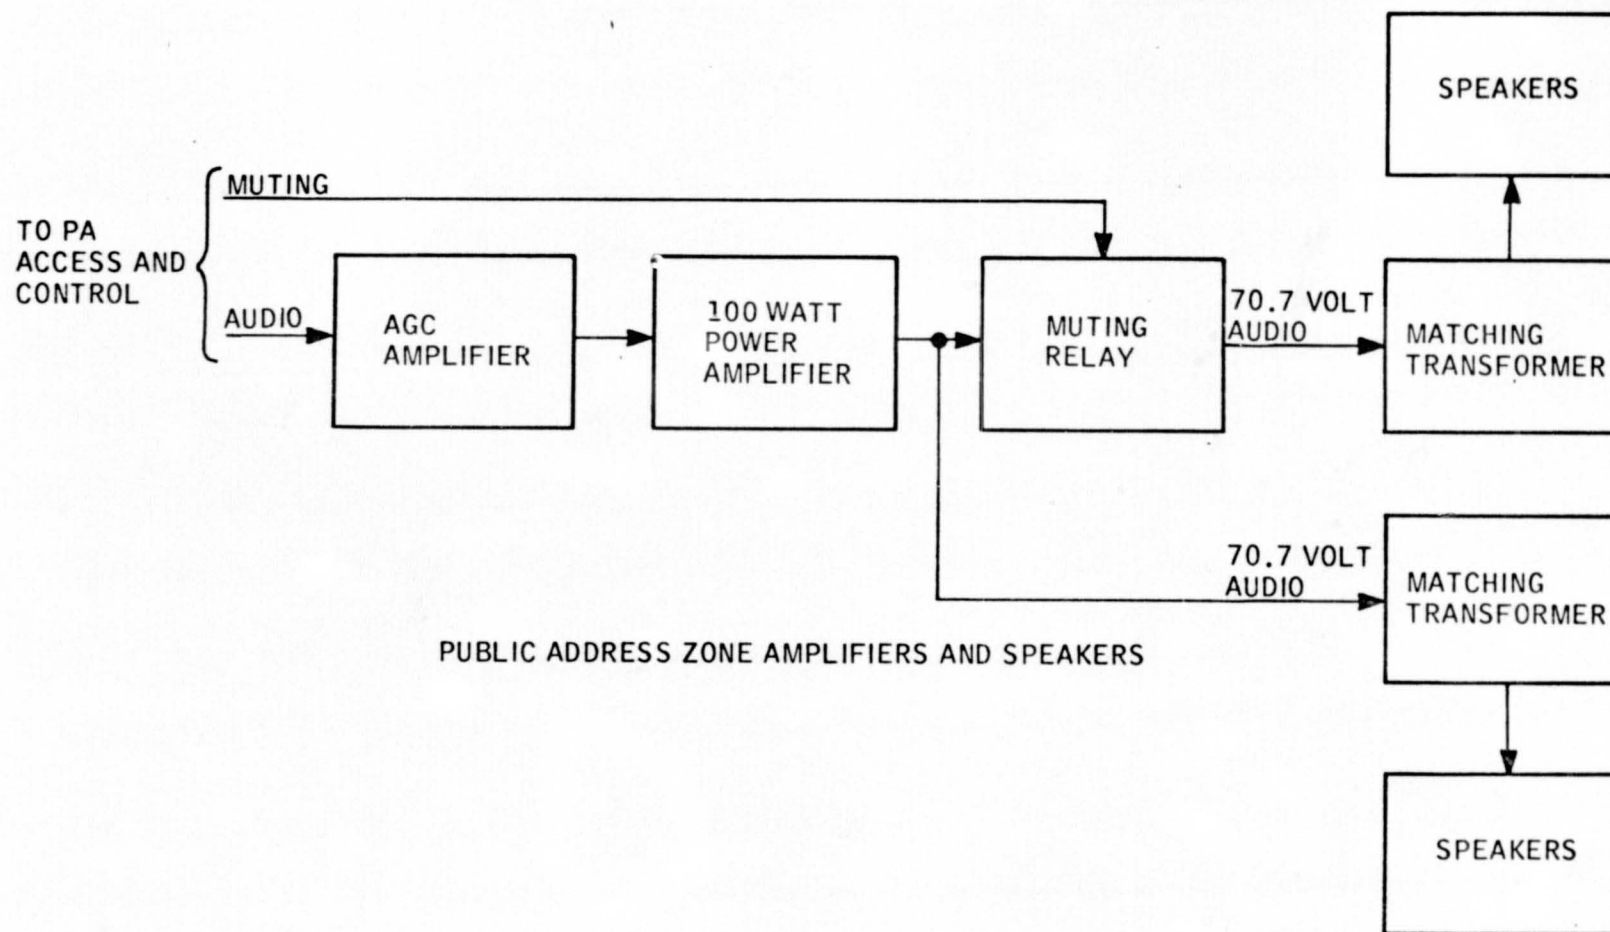 SPEAKERS
MUTING
TO PA
ACCESS AND
CONTROL
AUDIO
AGC
AMPLIFIER
100 WATT
POWER
AMPLIFIER
MUTING
RELAY
70.7 VOLT
AUDIO
MATCHING
TRANSFORMER
70.7 VOLT
AUDIO
MATCHING
TRANSFORMER
PUBLIC ADDRESS ZONE AMPLIFIERS AND SPEAKERS
SPEAKERS